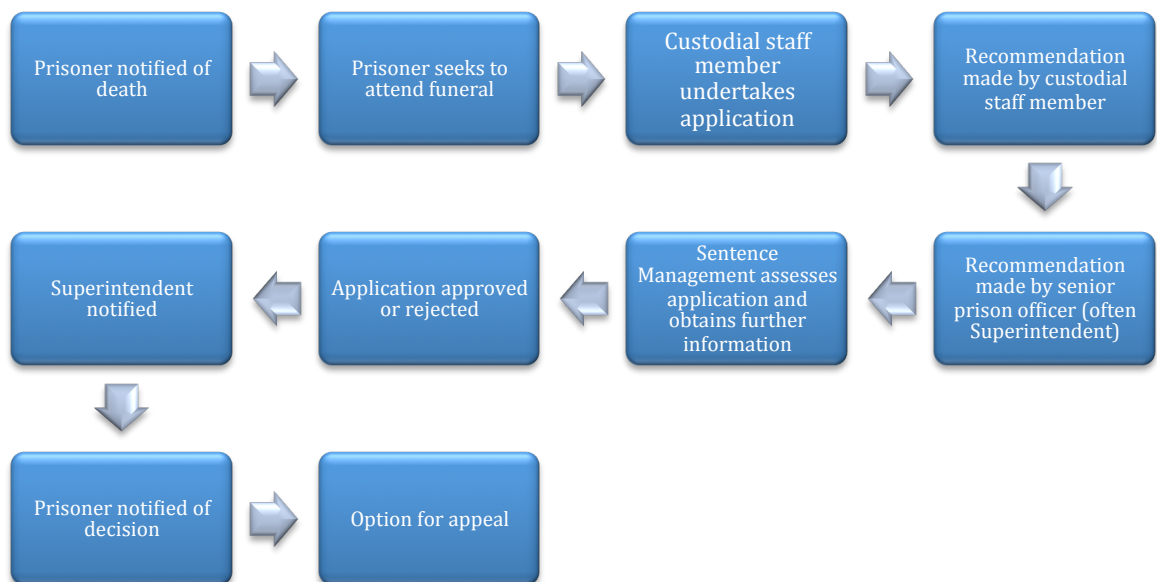 Prisoner notified of
death
Prisoner seeks to
attend funeral
Custodial staff
member
undertakes
application
Recommendation
made by custodial
staff member
Recommendation
made by senior
prison officer (often
Superintendent)
Sentence
Management assesses
application and
obtains further
information
Application approved
or rejected
Superintendent
notified
Prisoner notified of
decision
Option for appeal